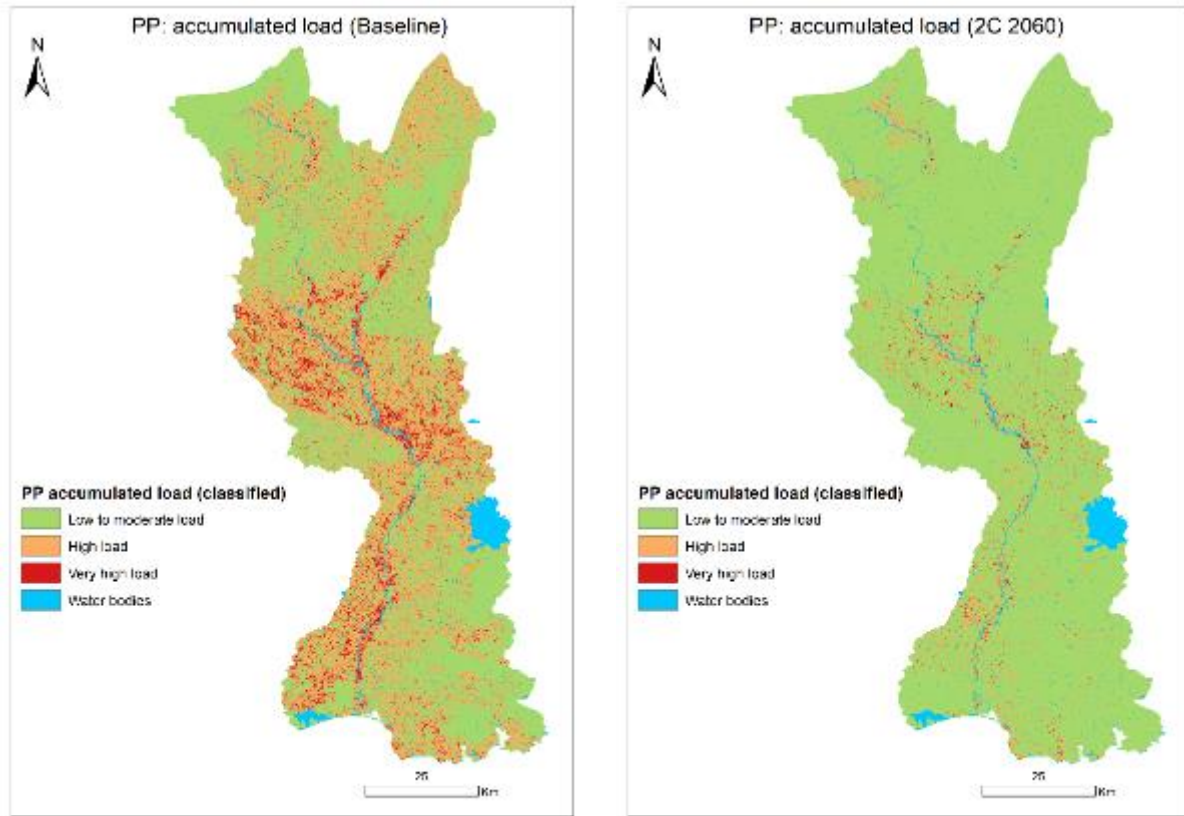 PP: accumulated load (Baseline)
N
PP accumulated load (classified)
Low to moderate load
High load
Very high load
Water bodies
25
Km
PP: accumulated load (2C 2060)
N
PP accumulated load (classified)
Low to moderate load
High load
Very high load
Water bodies
25
Km